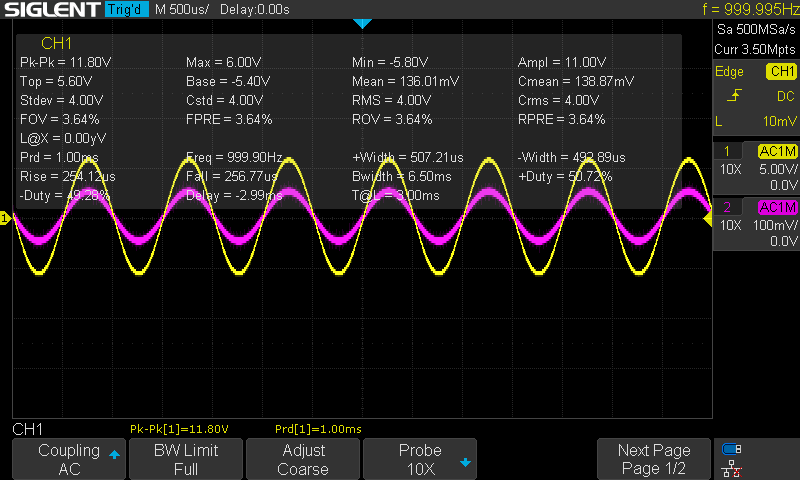 SIGLENT Trig'd M 500us/ Delay:0.00s f = 999.995Hz
Sa 500MSa/s
Curr 3.50Mpts
CH1
Pk-Pk = 11.80V Max = 6.00V Min = -5.80V Ampl = 11.00V
Top = 5.60V Base = -5.40V Mean = 136.01mV Cmean = 138.87mV
Stdev = 4.00V Cstd = 4.00V RMS = 4.00V Crms = 4.00V
FOV = 3.64% FPRE = 3.64% ROV = 3.64% RPRE = 3.64%
L@X = 0.00yV
Prd = 1.00ms Freq = 999.90Hz +Width = 507.21us -Width = 492.89us
Rise = 254.12us Fall = 256.77us Bwidth = 6.50ms +Duty = 50.72%
-Duty = 49.28% Delay = -2.99ms T@L = 3.00ms
Edge CH1
DC
L 10mV
1 AC1M
10X 5.00V/
0.0V
2 AC1M
10X 100mV/
0.0V
1
CH1 Pk-Pk[1]=11.80V Prd[1]=1.00ms
Coupling
AC
BW Limit
Full
Adjust
Coarse
Probe
10X
Next Page
Page 1/2